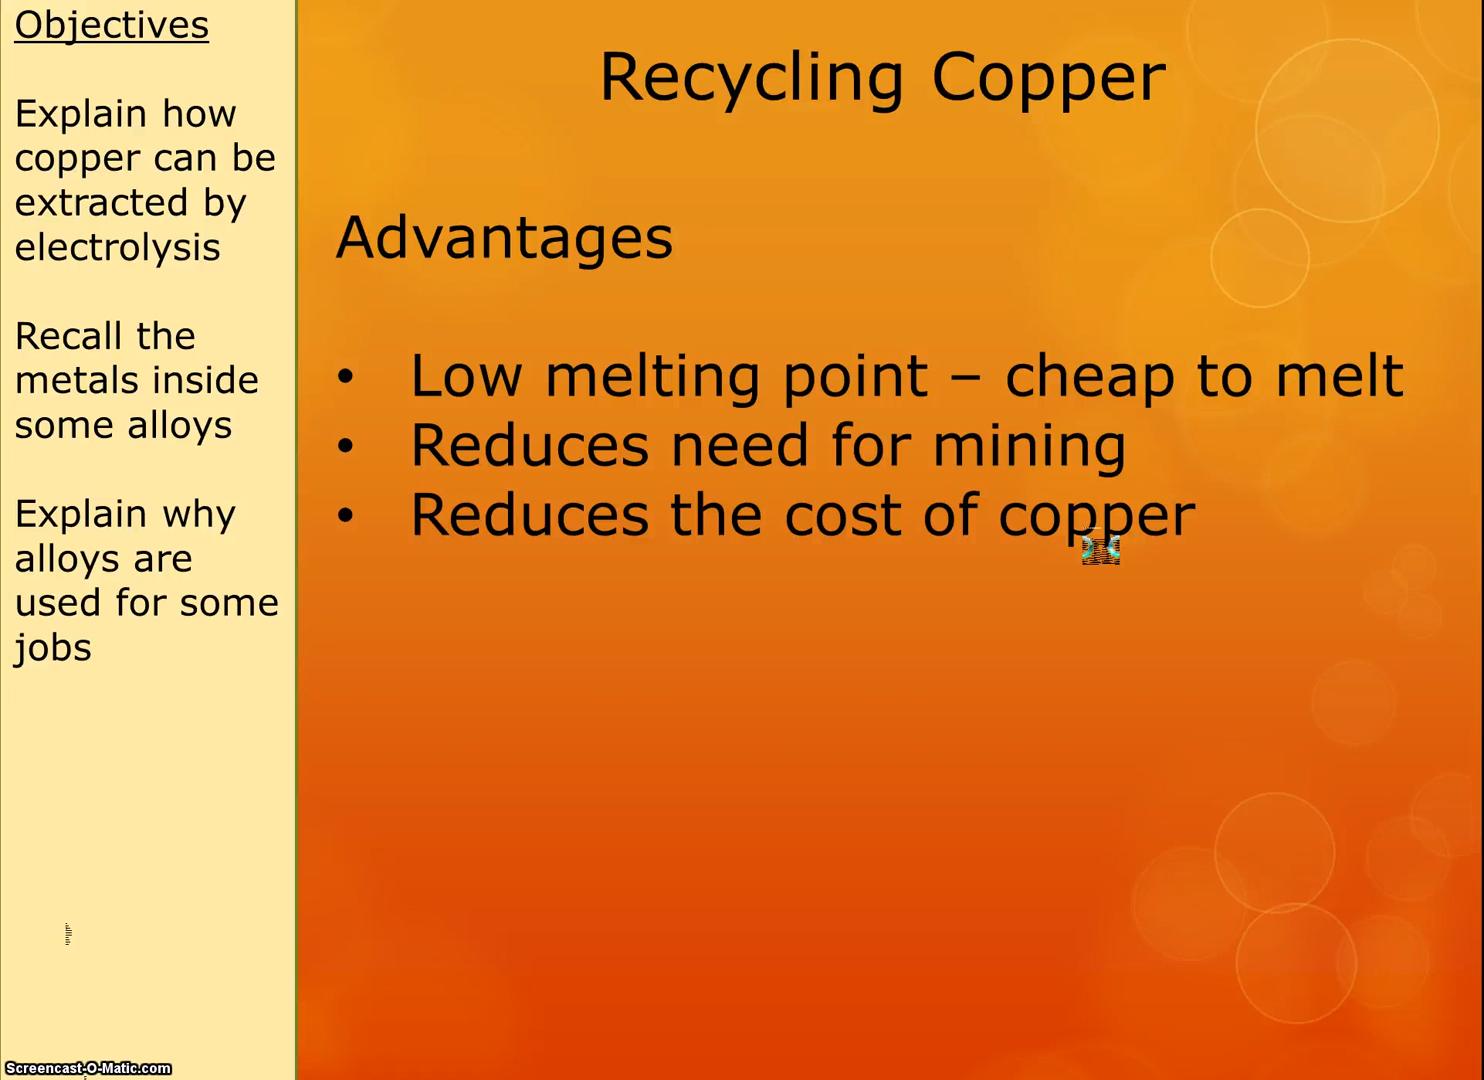 Objectives
Explain how
copper can be
extracted by
electrolysis
Recall the
metals inside
some alloys
Explain why
alloys are
used for some
jobs
Recycling Copper
Advantages
• Low melting point – cheap to melt
• Reduces need for mining
• Reduces the cost of copper
Screencast-O-Matic.com